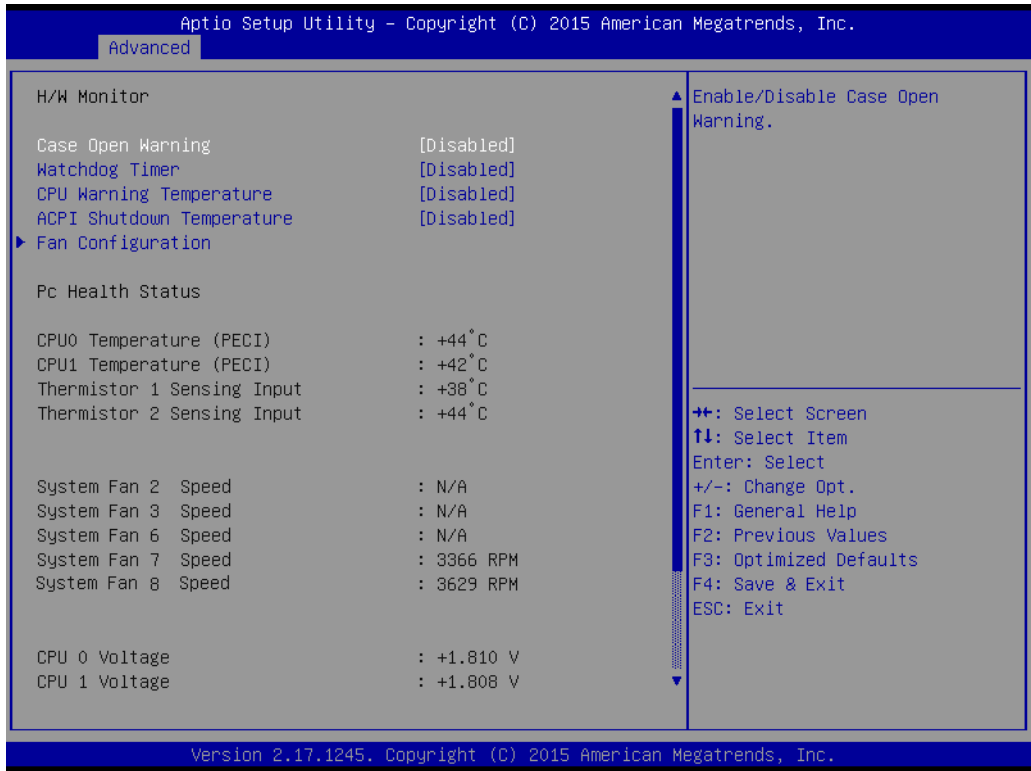 Aptio Setup Utility – Copyright (C) 2015 American Megatrends, Inc.
Advanced
H/W Monitor
Case Open Warning [Disabled]
Watchdog Timer [Disabled]
CPU Warning Temperature [Disabled]
ACPI Shutdown Temperature [Disabled]
Fan Configuration
Pc Health Status
CPU0 Temperature (PECI) : +44°C
CPU1 Temperature (PECI) : +42°C
Thermistor 1 Sensing Input : +38°C
Thermistor 2 Sensing Input : +44°C
System Fan 2 Speed : N/A
System Fan 3 Speed : N/A
System Fan 6 Speed : N/A
System Fan 7 Speed : 3366 RPM
System Fan 8 Speed : 3629 RPM
CPU 0 Voltage : +1.810 V
CPU 1 Voltage : +1.808 V
Enable/Disable Case Open
Warning.
→←: Select Screen
↑↓: Select Item
Enter: Select
+/-: Change Opt.
F1: General Help
F2: Previous Values
F3: Optimized Defaults
F4: Save & Exit
ESC: Exit
Version 2.17.1245. Copyright (C) 2015 American Megatrends, Inc.